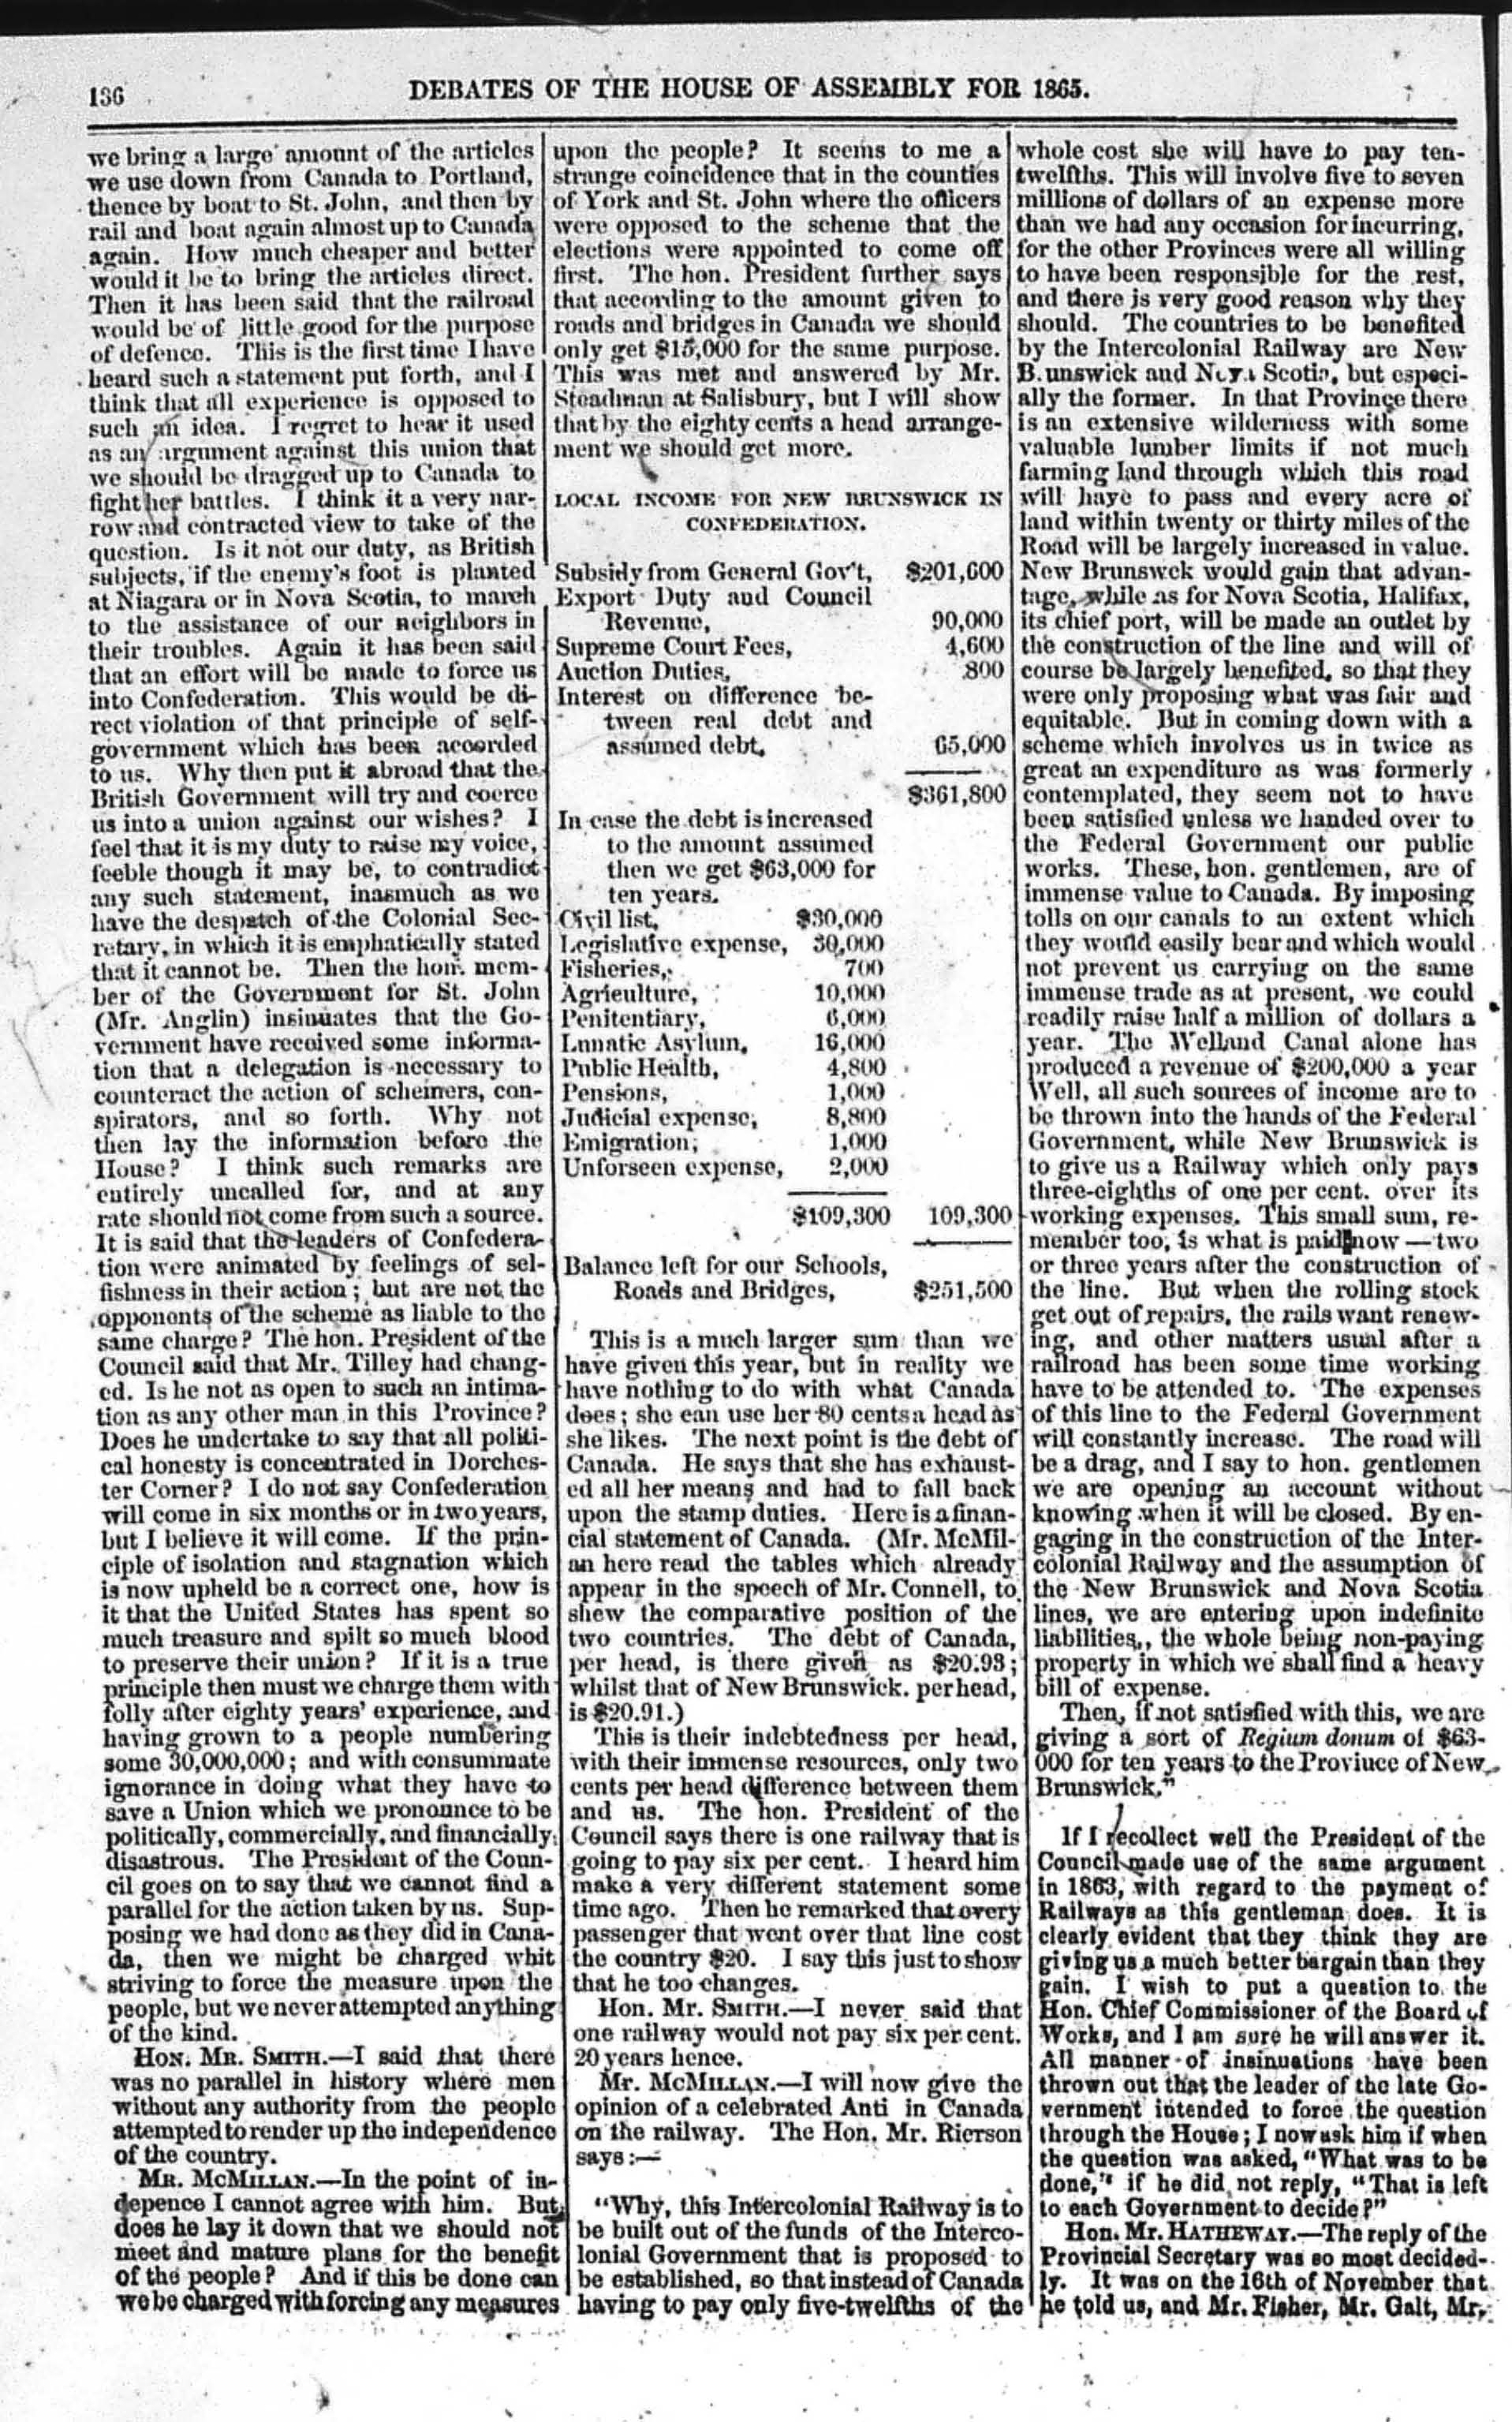 136
DEBATES OF THE HOUSE OF ASSEMBLY FOR 1865.
we bring a large amount of the articles
we use down from Canada to Portland,
thence by boat to St. John, and then by
rail and boat again almost up to Canada
again. How much cheaper and better
would it be to bring the articles direct.
Then it has been said that the railroad
would be of little good for the purpose
of defence. This is the first time I have
heard such a statement put forth, and I
think that all experience is opposed to
such an idea. I regret to hear it used
as an argument against this union that
we should be dragged up to Canada to
fight her battles. I think it a very nar-
row and contracted view to take of the
question. Is it not our duty, as British
subjects, if the enemy's foot is planted
at Niagara or in Nova Scotia, to march
to the assistance of our neighbors in
their troubles. Again it has been said
that an effort will be made to force us
into Confederation. This would be di-
rect violation of that principle of self-
government which has been accorded
to us. Why then put it abroad that the
British Government will try and coerce
us into a union against our wishes? I
feel that it is my duty to raise my voice,
feeble though it may be, to contradict
any such statement, inasmuch as we
have the despatch of the Colonial Sec-
retary, in which it is emphatically stated
that it cannot be. Then the hon. mem-
ber of the Government for St. John
(Mr. Anglin) insinuates that the Go-
vernment have received some informa-
tion that a delegation is necessary to
counteract the action of schemers, con-
spirators, and so forth. Why not
then lay the information before the
House? I think such remarks are
entirely uncalled for, and at any
rate should not come from such a source.
It is said that the leaders of Confedera-
tion were animated by feelings of sel-
fishness in their action; but are not the
opponents of the scheme as liable to the
same charge? The hon. President of the
Council said that Mr. Tilley had chang-
ed. Is he not as open to such an intima-
tion as any other man in this Province?
Does he undertake to say that all politi-
cal honesty is concentrated in Dorches-
ter Corner? I do not say Confederation
will come in six months or in two years,
but I believe it will come. If the prin-
ciple of isolation and stagnation which
is now upheld be a correct one, how is
it that the United States has spent so
much treasure and spilt so much blood
to preserve their union? If it is a true
principle then must we charge them with
folly after eighty years' experience, and
having grown to a people numbering
some 30,000,000; and with consummate
ignorance in doing what they have to
save a Union which we pronounce to be
politically, commercially, and financially
disastrous. The President of the Coun-
cil goes on to say that we cannot find a
parallel for the action taken by us. Sup-
posing we had done as they did in Cana-
da, then we might be charged whit
striving to force the measure upon the
people, but we never attempted anything
of the kind.
HON. MR. SMITH.—I said that there
was no parallel in history where men
without any authority from the people
attempted to render up the independence
of the country.
MR. MCMILLAN.—In the point of in-
depence I cannot agree with him. But
does he lay it down that we should not
meet and mature plans for the benefit
of the people? And if this be done can
we be charged with forcing any measures
upon the people? It seems to me a
strange coincidence that in the counties
of York and St. John where the officers
were opposed to the scheme that the
elections were appointed to come off
first. The hon. President further says
that according to the amount given to
roads and bridges in Canada we should
only get $15,000 for the same purpose.
This was met and answered by Mr.
Steadman at Salisbury, but I will show
that by the eighty cents a head arrange-
ment we should get more.
LOCAL INCOME FOR NEW BRUNSWICK IN
CONFEDERATION.
Subsidy from General Gov't, $201,600
Export Duty and Council
Revenue, 90,000
Supreme Court Fees, 4,600
Auction Duties, 800
Interest on difference be-
tween real debt and
assumed debt, 65,000
$361,800
In case the debt is increased
to the amount assumed
then we get $63,000 for
ten years.
Civil list, $30,000
Legislative expense, 30,000
Fisheries, 700
Agrieulture, 10,000
Penitentiary, 6,000
Lunatic Asylum, 16,000
Public Health, 4,800
Pensions, 1,000
Judicial expense, 8,800
Emigration, 1,000
Unforseen expense, 2,000
$109,300 109,300
Balance left for our Schools,
Roads and Bridges, $251,500
This is a much larger sum than we
have given this year, but in reality we
have nothing to do with what Canada
does; she can use her 80 cents a head as
she likes. The next point is the debt of
Canada. He says that she has exhaust-
ed all her means and had to fall back
upon the stamp duties. Here is a finan-
cial statement of Canada. (Mr. McMil-
an here read the tables which already
appear in the speech of Mr. Connell, to
shew the comparative position of the
two countries. The debt of Canada,
per head, is there given as $20.93;
whilst that of New Brunswick. per head,
is $20.91.)
This is their indebtedness per head,
with their immense resources, only two
cents per head difference between them
and us. The hon. President of the
Council says there is one railway that is
going to pay six per cent. I heard him
make a very different statement some
time ago. Then he remarked that every
passenger that went over that line cost
the country $20. I say this just to show
that he too changes.
Hon. Mr. SMITH.—I never said that
one railway would not pay six per cent.
20 years hence.
Mr. MCMILLAN.—I will now give the
opinion of a celebrated Anti in Canada
on the railway. The Hon. Mr. Rierson
says:—
"Why, this Intercolonial Railway is to
be built out of the funds of the Interco-
lonial Government that is proposed to
be established, so that instead of Canada
having to pay only five-twelfths of the
whole cost she will have to pay ten-
twelfths. This will involve five to seven
millions of dollars of an expense more
than we had any occasion for incurring,
for the other Provinces were all willing
to have been responsible for the rest,
and there is very good reason why they
should. The countries to be benefited
by the Intercolonial Railway are New
B.unswick and Nova Scotia, but especi-
ally the former. In that Province there
is an extensive wilderness with some
valuable lumber limits if not much
farming land through which this road
will have to pass and every acre of
land within twenty or thirty miles of the
Road will be largely increased in value.
New Brunswck would gain that advan-
tage, while as for Nova Scotia, Halifax,
its chief port, will be made an outlet by
the construction of the line and will of
course be largely benefited, so that they
were only proposing what was fair and
equitable. But in coming down with a
scheme which involves us in twice as
great an expenditure as was formerly
contemplated, they seem not to have
been satisfied unless we handed over to
the Federal Government our public
works. These, hon. gentlemen, are of
immense value to Canada. By imposing
tolls on our canals to an extent which
they would easily bear and which would
not prevent us carrying on the same
immense trade as at present, we could
readily raise half a million of dollars a
year. The Welland Canal alone has
produced a revenue of $200,000 a year
Well, all such sources of income are to
be thrown into the hands of the Federal
Government, while New Brunswick is
to give us a Railway which only pays
three-eighths of one per cent. over its
working expenses. This small sum, re-
member too, is what is paid now—two
or three years after the construction of
the line. But when the rolling stock
get out of repairs, the rails want renew-
ing, and other matters usual after a
railroad has been some time working
have to be attended to. The expenses
of this line to the Federal Government
will constantly increase. The road will
be a drag, and I say to hon. gentlemen
we are opening an account without
knowing when it will be closed. By en-
gaging in the construction of the Inter-
colonial Railway and the assumption of
the New Brunswick and Nova Scotia
lines, we are entering upon indefinite
liabilities,, the whole being non-paying
property in which we shall find a heavy
bill of expense.
Then, if not satisfied with this, we are
giving a sort of Regium donum of $63-
000 for ten years to the Proviuce of New
Brunswick."
If I recollect well the President of the
Council made use of the same argument
in 1863, with regard to the payment of
Railways as this gentleman does. It is
clearly evident that they think they are
giving us a much better bargain than they
gain. I wish to put a question to the
Hon. Chief Commissioner of the Board of
Works, and I am sure he will answer it.
All manner of insinuations have been
thrown out that the leader of the late Go-
vernment intended to force the question
through the House; I now ask him if when
the question was asked, "What was to be
done," if he did not reply, "That is left
to each Government to decide?"
Hon. Mr. HATHEWAY.—The reply of the
Provincial Secretary was so most decided-
ly. It was on the 16th of November that
he told us, and Mr. Fisher, Mr. Galt, Mr.